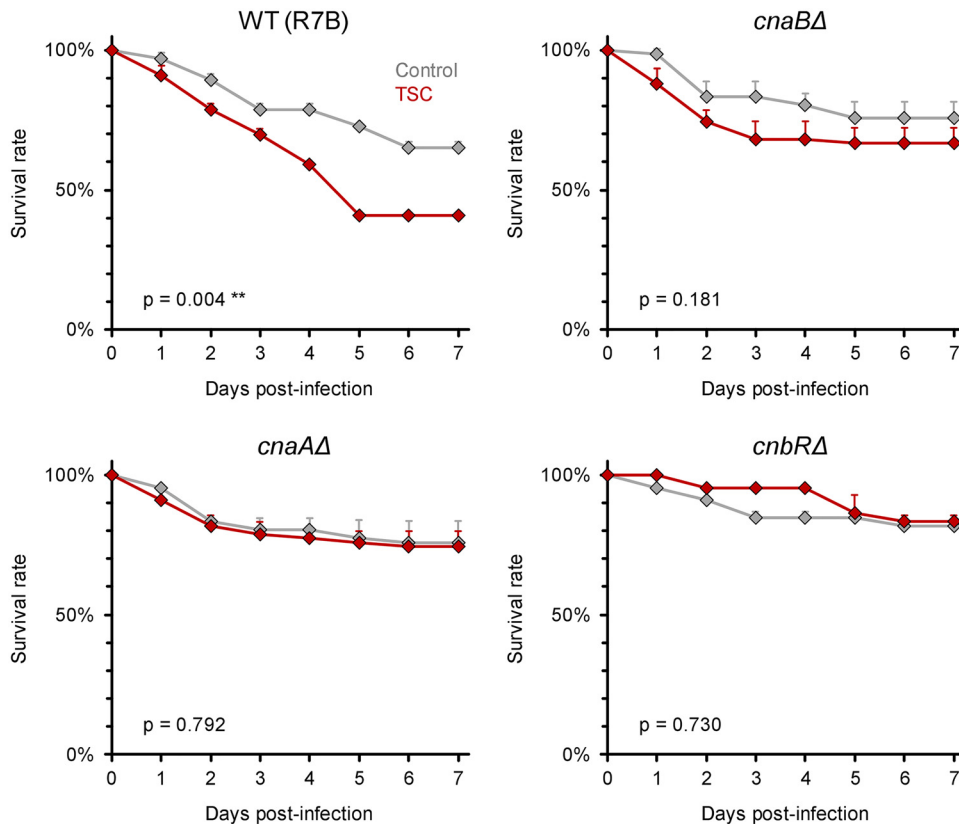 WT (R7B)
100%
50%
0%
Survival rate
Control
TSC
p = 0.004 **
0 1 2 3 4 5 6 7
Days post-infection
cnaBΔ
100%
50%
0%
Survival rate
p = 0.181
0 1 2 3 4 5 6 7
Days post-infection
cnaAΔ
100%
50%
0%
Survival rate
p = 0.792
0 1 2 3 4 5 6 7
Days post-infection
cnbRΔ
100%
50%
0%
Survival rate
p = 0.730
0 1 2 3 4 5 6 7
Days post-infection